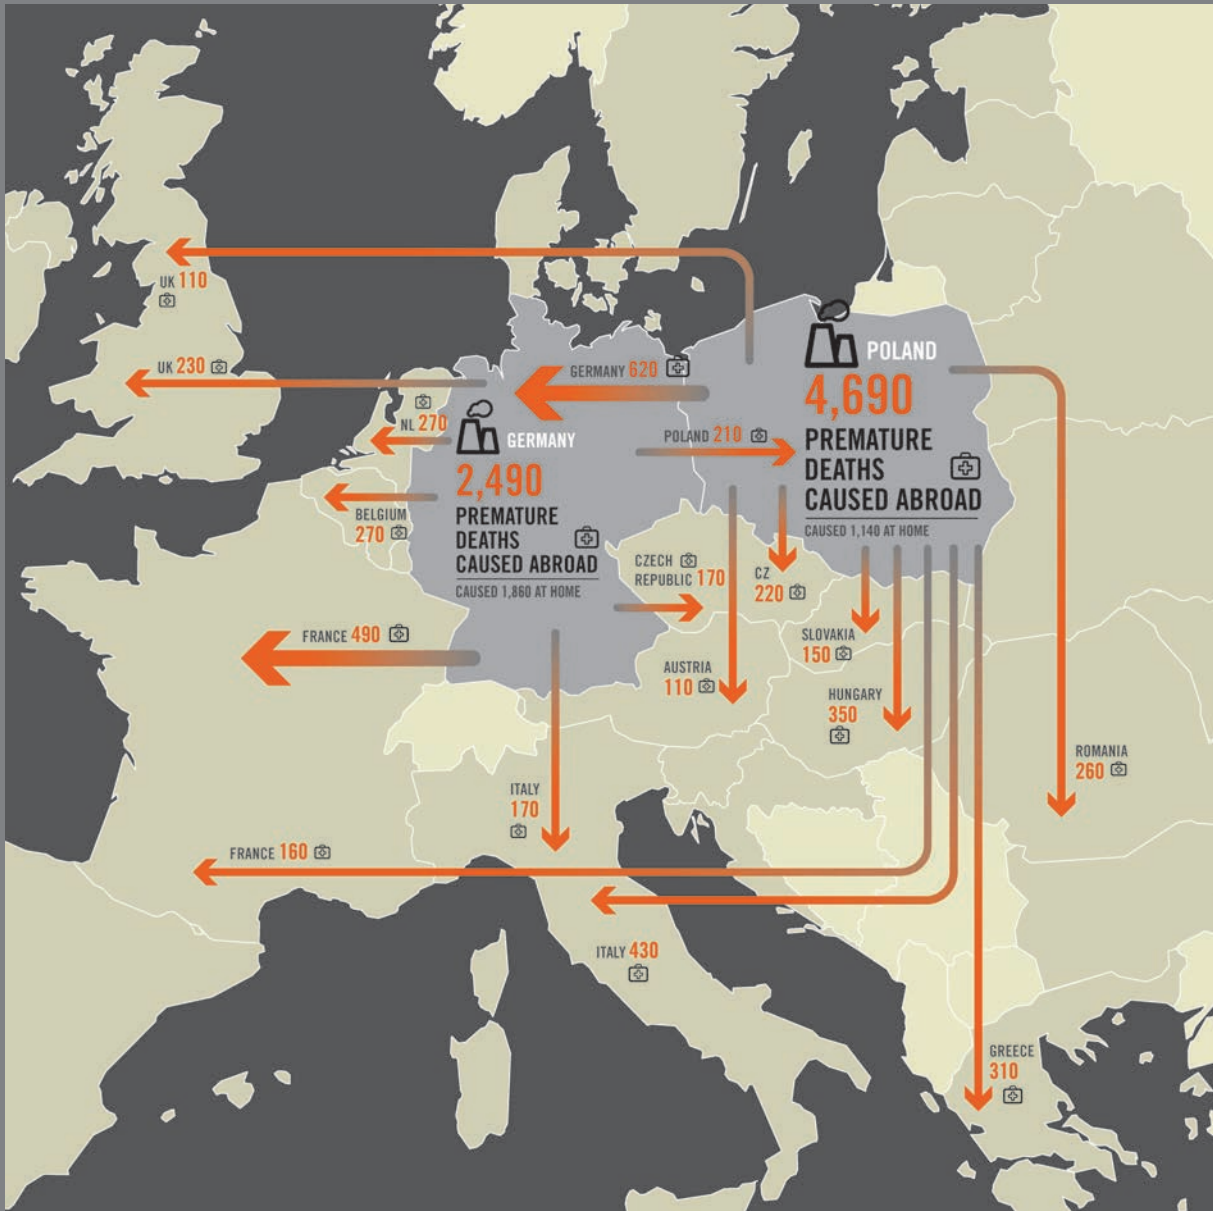 UK 110
UK 230
GERMANY 620
POLAND
4,690
PREMATURE
DEATHS
CAUSED ABROAD
CAUSED 1,140 AT HOME
NL 270
GERMANY
2,490
PREMATURE
DEATHS
CAUSED ABROAD
CAUSED 1,860 AT HOME
POLAND 210
BELGIUM
270
CZECH
REPUBLIC 170
CZ
220
FRANCE 490
SLOVAKIA
150
AUSTRIA
110
HUNGARY
350
ROMANIA
260
ITALY
170
FRANCE 160
ITALY 430
GREECE
310